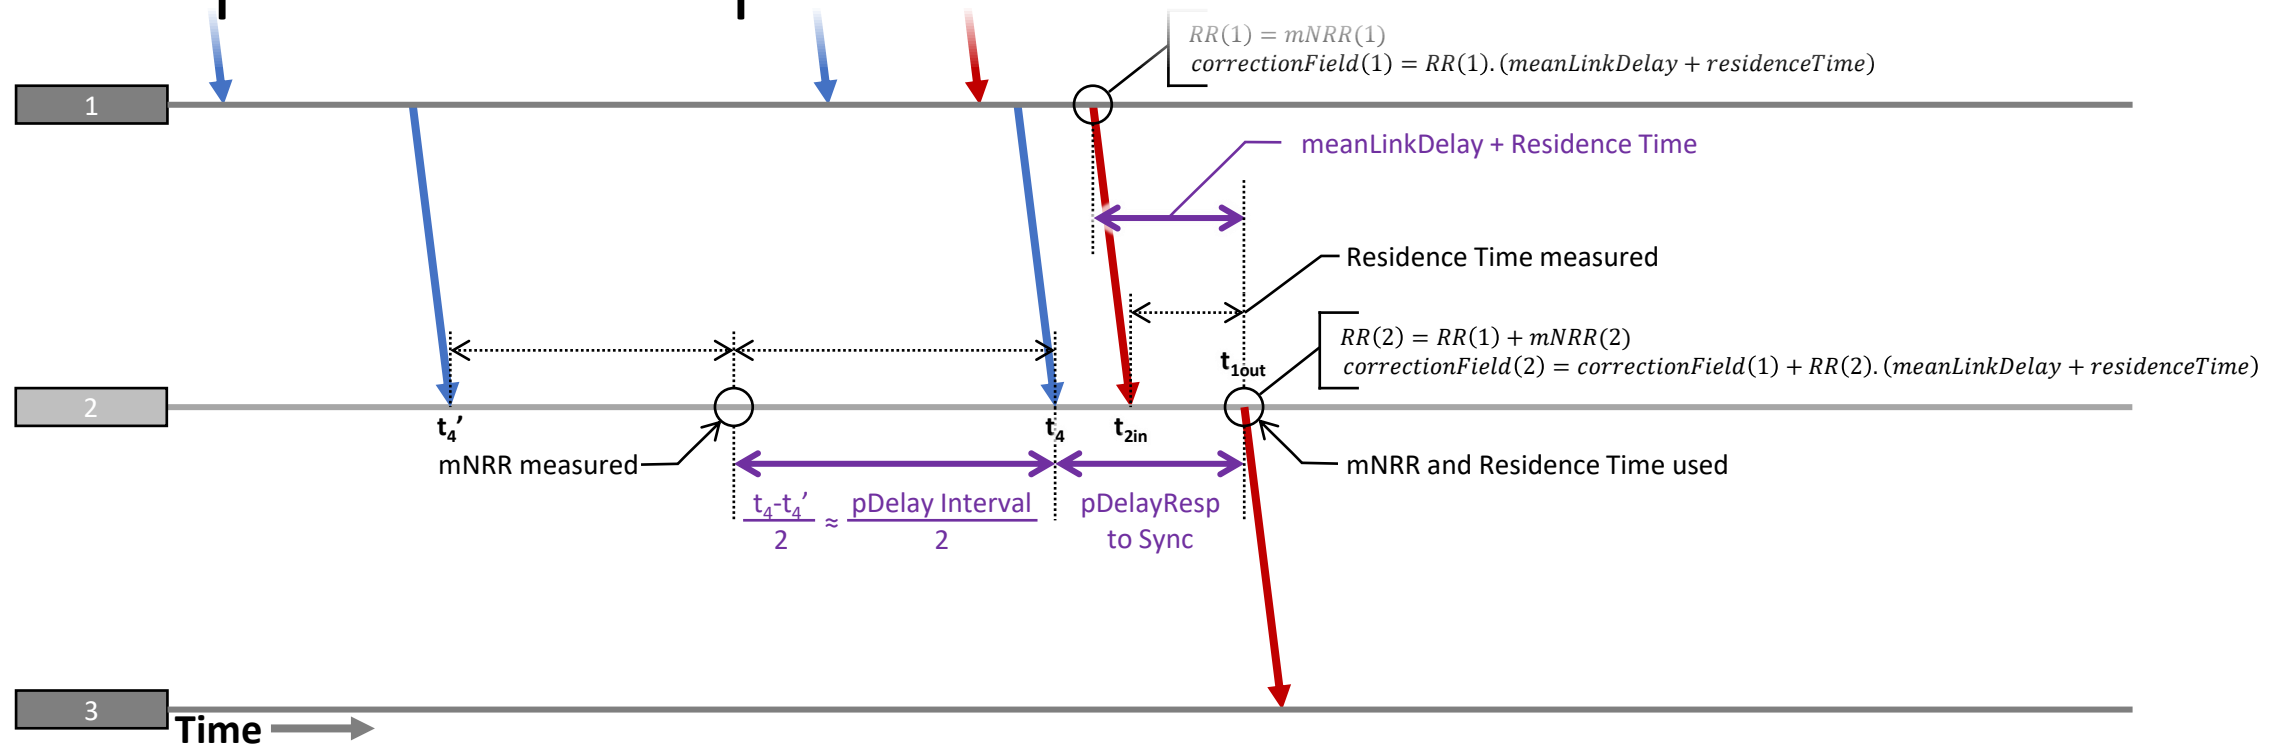 RR(1) = mNRR(1)
correctionField(1) = RR(1).(meanLinkDelay + residenceTime)
1
meanLinkDelay + Residence Time
Residence Time measured
RR(2) = RR(1) + mNRR(2)
correctionField(2) = correctionField(1) + RR(2).(meanLinkDelay + residenceTime)
t1out
2
t4’
t4
t2in
mNRR measured
mNRR and Residence Time used
t4-t4’
2
≈
pDelay Interval
2
pDelayResp
to Sync
3
Time